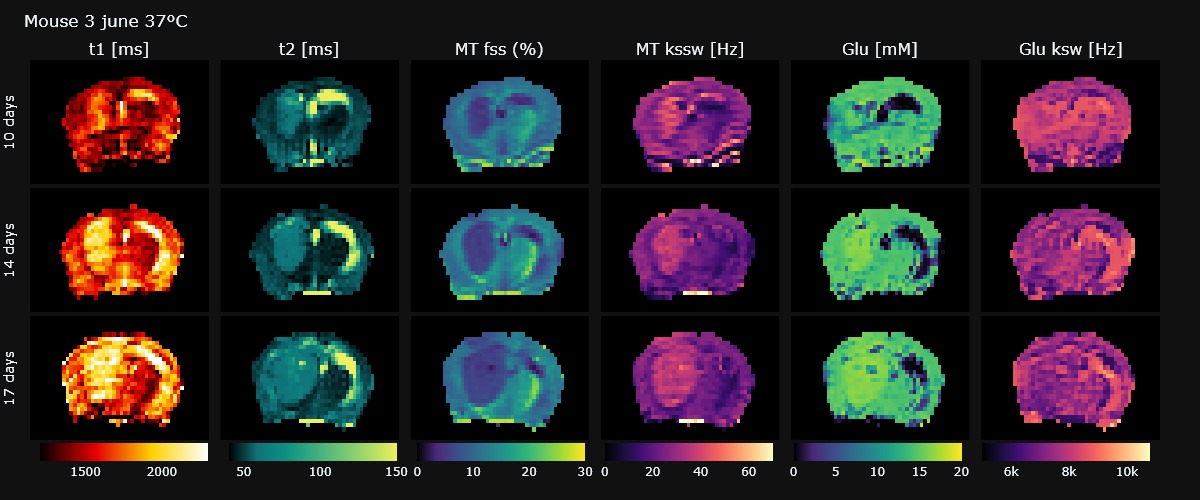 Mouse 3 june 37ºC
t1 [ms] t2 [ms] MT fss (%) MT kssw [Hz] Glu [mM] Glu ksw [Hz]
10 days
14 days
17 days
1500 2000 50 100 150 0 10 20 30 0 20 40 60 0 5 10 15 20 6k 8k 10k